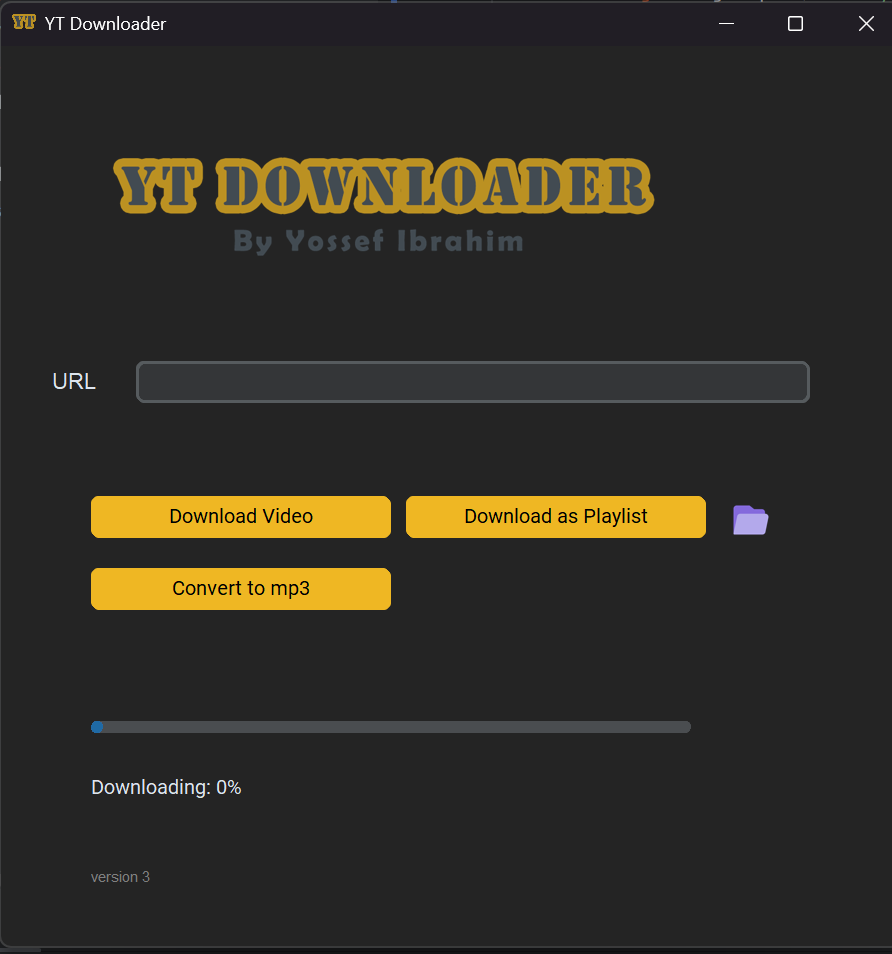 YT YT Downloader
YT DOWNLOADER
By Yossef Ibrahim
URL
Download Video Download as Playlist
Convert to mp3
Downloading: 0%
version 3